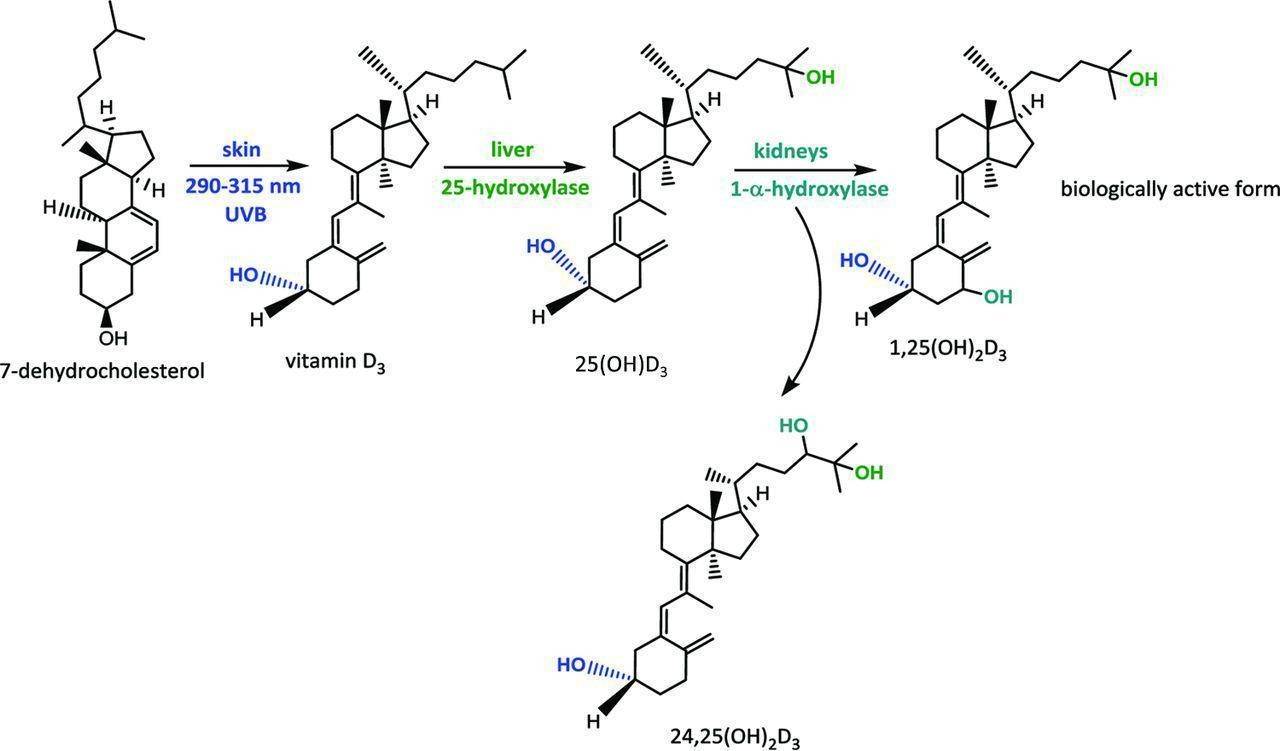 H
H
H
OH
7-dehydrocholesterol
skin
290-315 nm
UVB
H
HO
H
vitamin D₃
liver
25-hydroxylase
OH
H
HO
H
25(OH)D₃
kidneys
1-α-hydroxylase
OH
H
HO
OH
H
1,25(OH)₂D₃
biologically active form
HO
OH
H
HO
H
24,25(OH)₂D₃